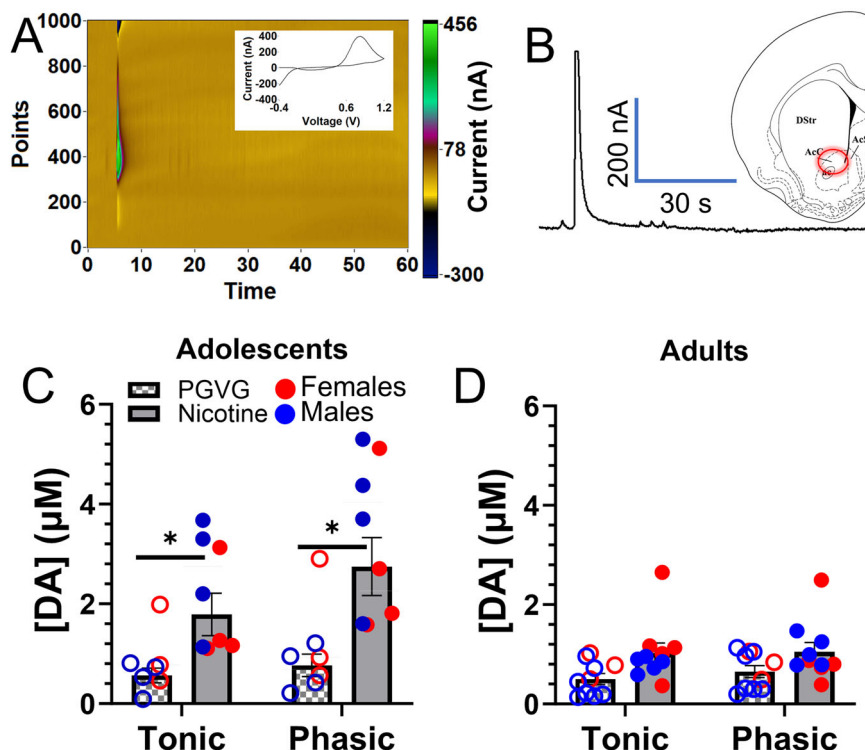 A
1000
800
600
400
200
0
Points
0 10 20 30 40 50 60
Time
456
78
-300
Current (nA)
400
200
0
-200
-400
Current (nA)
-0.4 0.6 1.2
Voltage (V)
B
200 nA
30 s
DStr
AcC
ac
C
Adolescents
PGVG
Nicotine
Females
Males
6
4
2
0
[DA] (μM)
*
*
Tonic Phasic
D
Adults
6
4
2
0
[DA] (μM)
Tonic Phasic